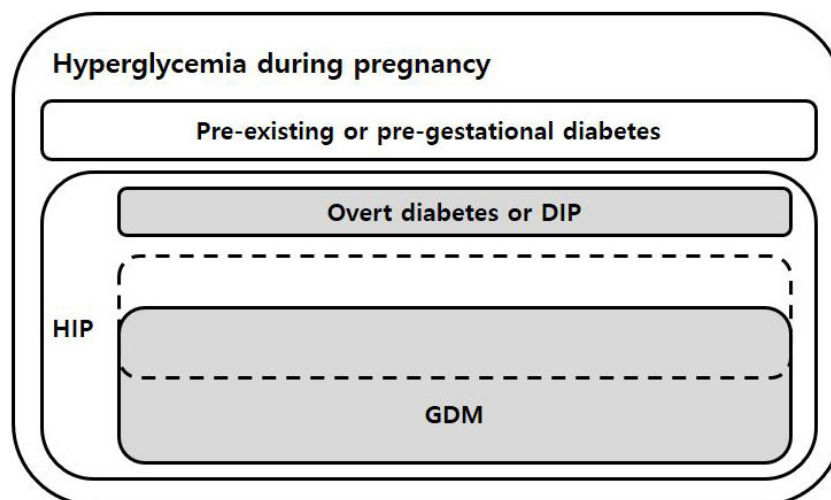 Hyperglycemia during pregnancy
Pre-existing or pre-gestational diabetes
Overt diabetes or DIP
HIP
GDM